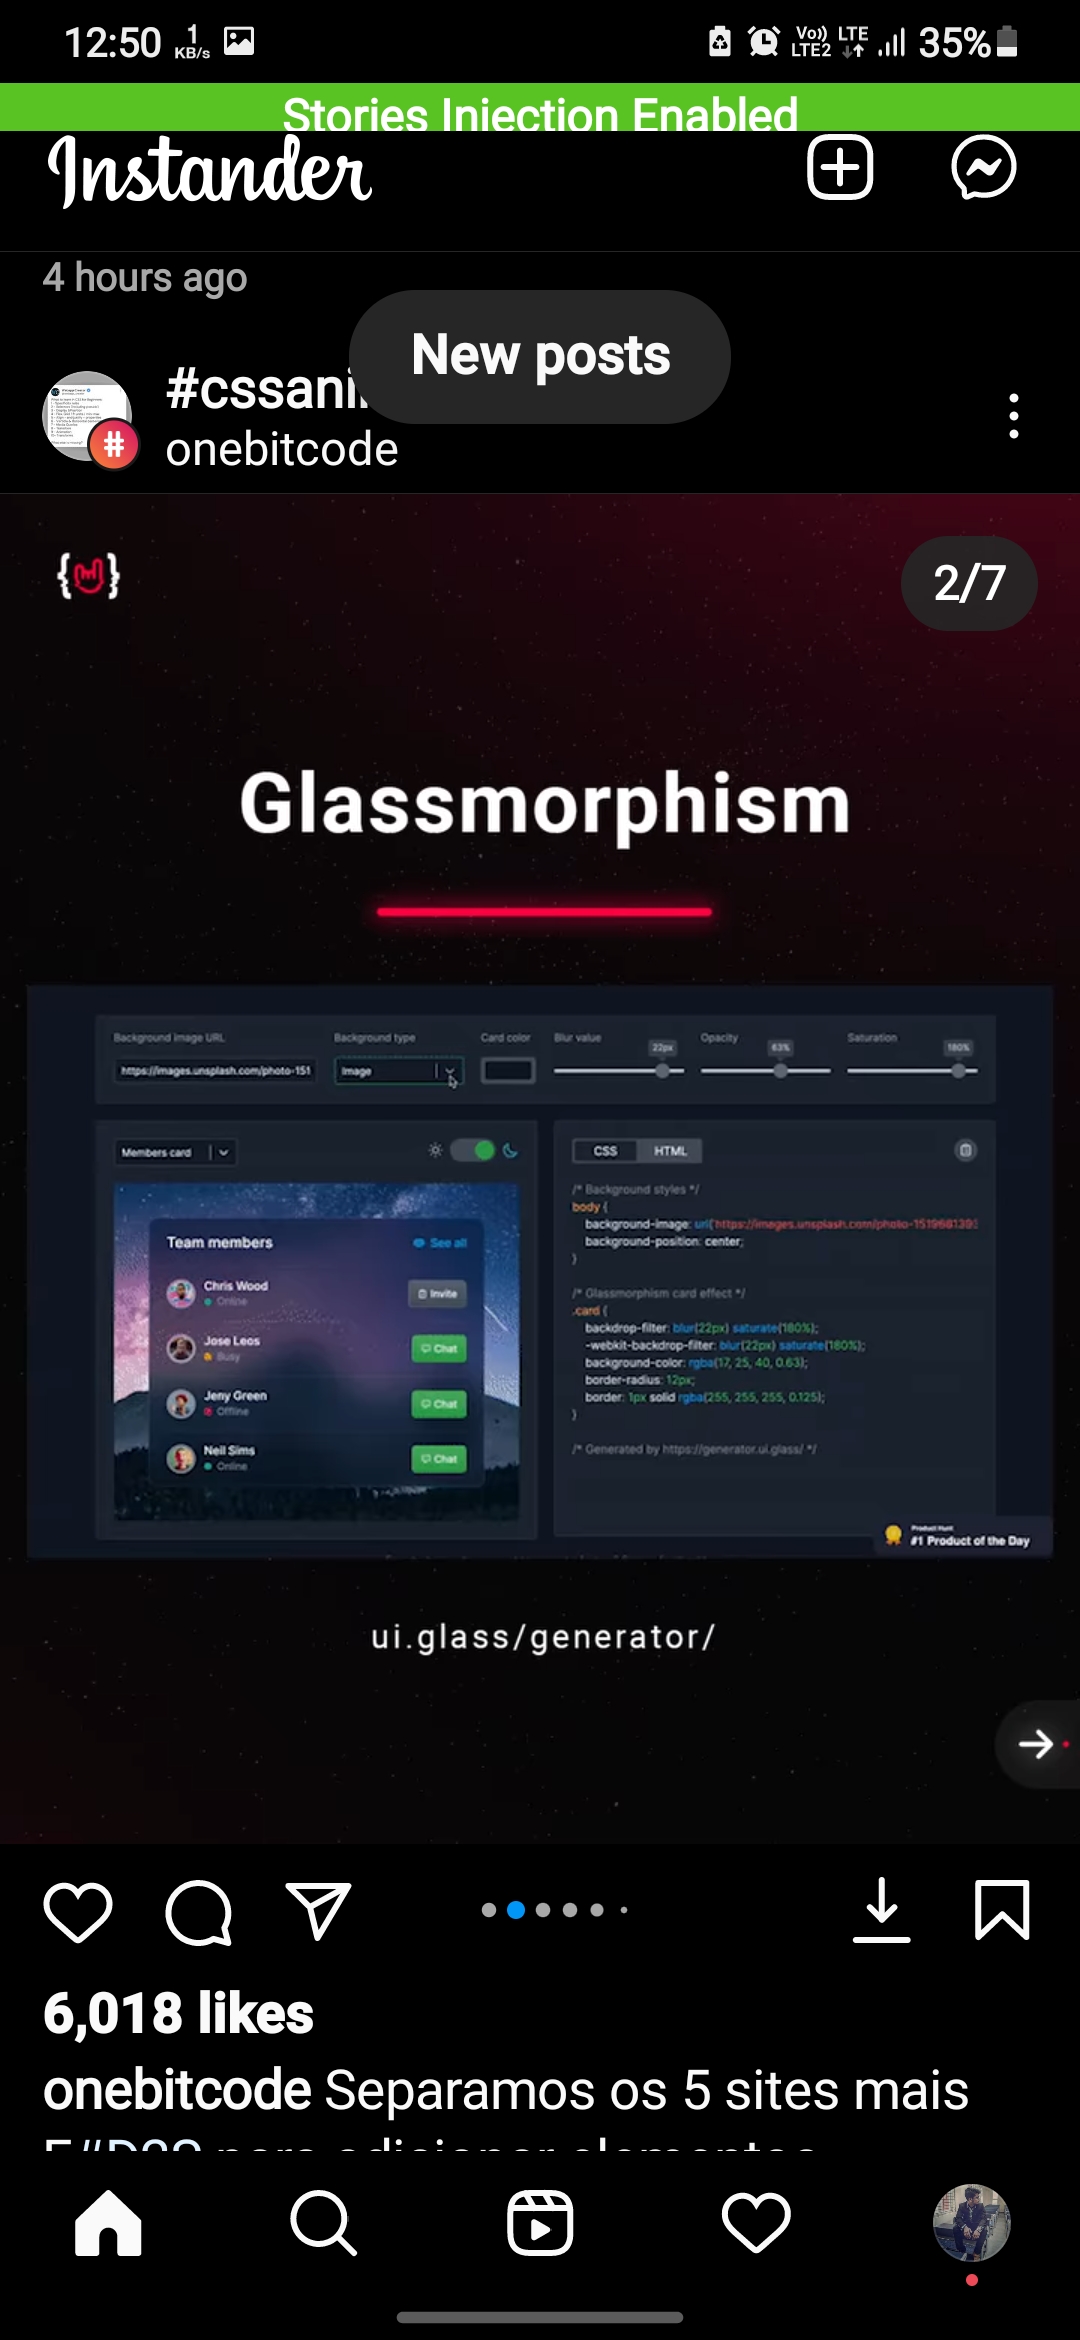 12:50 1 KB/s Vo)) LTE2 LTE 35%
Stories Injection Enabled
Instander
4 hours ago
New posts
onebitcode
2/7
Glassmorphism
Background image URL Background type Card color Blur value Opacity Saturation
22px 63% 180%
https://images.unsplash.com/photo-151 Image
Members card
CSS HTML
/* Background styles */
body {
background-image: url('https://images.unsplash.com/photo-1519681393
background-position: center;
}
/* Glassmorphism card effect */
.card {
backdrop-filter: blur(22px) saturate(180%);
-webkit-backdrop-filter: blur(22px) saturate(180%);
background-color: rgba(17, 25, 40, 0.63);
border-radius: 12px;
border: 1px solid rgba(255, 255, 255, 0.125);
}
/* Generated by https://generator.ui.glass/ */
Team members See all
Chris Wood
Online
Invite
Jose Leos
Busy
Chat
Jeny Green
Offline
Chat
Neil Sims
Online
Chat
Product Hunt
#1 Product of the Day
ui.glass/generator/
6,018 likes
onebitcode Separamos os 5 sites mais